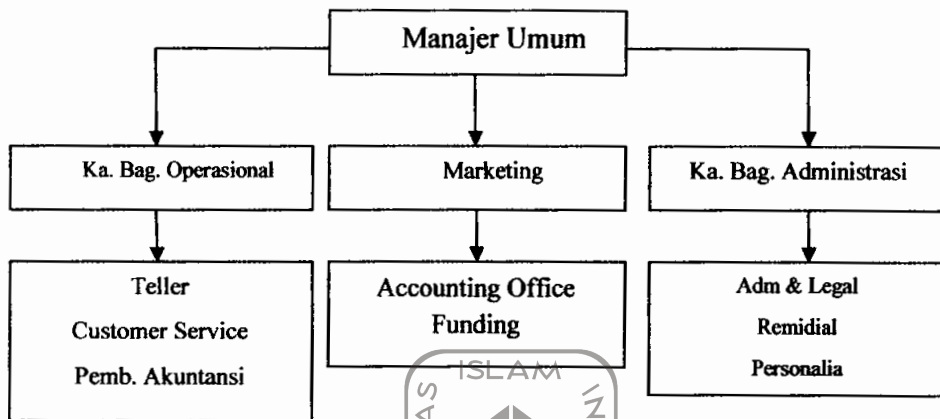 Manajer Umum
Ka. Bag. Operasional
Marketing
Ka. Bag. Administrasi
Teller
Customer Service
Pemb. Akuntansi
Accounting Office
Funding
Adm & Legal
Remidial
Personalia
ISLAM